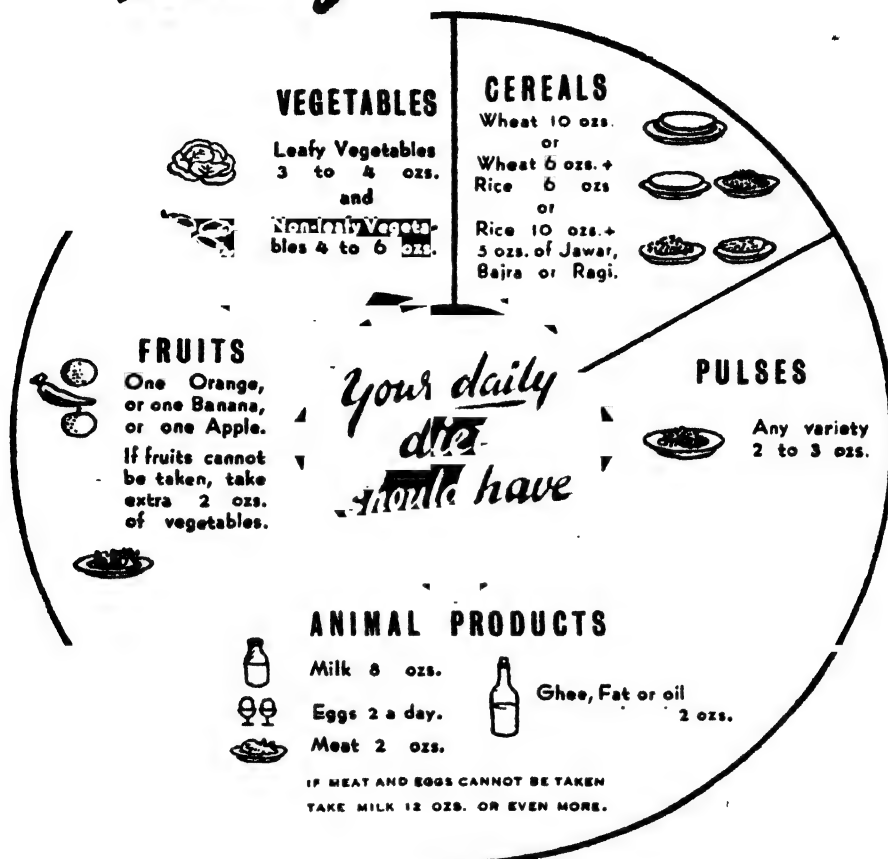 VEGETABLES
Leafy Vegetables
3 to 4 ozs.
and
Non-leafy Vegeta-
bles 4 to 6 ozs.
CEREALS
Wheat 10 ozs.
or
Wheat 6 ozs. +
Rice 6 ozs
or
Rice 10 ozs. +
5 ozs. of Jawar,
Bajra or Ragi.
FRUITS
One Orange,
or one Banana,
or one Apple.
If fruits cannot
be taken, take
extra 2 ozs.
of vegetables.
Your daily
diet
should have
PULSES
Any variety
2 to 3 ozs.
ANIMAL PRODUCTS
Milk 8 ozs.
Eggs 2 a day.
Meat 2 ozs.
Ghee, Fat or oil
2 ozs.
IF MEAT AND EGGS CANNOT BE TAKEN
TAKE MILK 12 OZS. OR EVEN MORE.